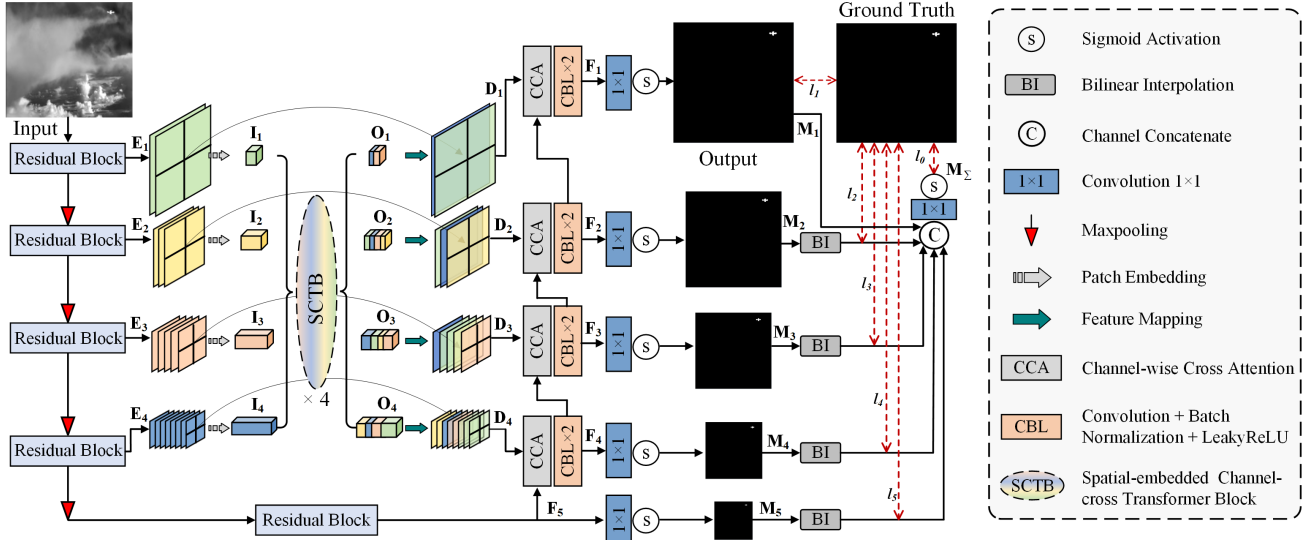 Input
Residual Block
Residual Block
Residual Block
Residual Block
Residual Block
E1
E2
E3
E4
I1
I2
I3
I4
SCTB
× 4
O1
O2
O3
O4
D1
D2
D3
D4
CCA
CBL×2
F1
1×1
S
CCA
CBL×2
F2
1×1
S
CCA
CBL×2
F3
1×1
S
CCA
CBL×2
F4
1×1
S
F5
1×1
S
Output
Ground Truth
M1
M2
BI
M3
BI
M4
BI
M5
BI
l1
l2
l3
l4
l5
l0
MΣ
S
1×1
C
S Sigmoid Activation
BI Bilinear Interpolation
C Channel Concatenate
1×1 Convolution 1×1
Maxpooling
Patch Embedding
Feature Mapping
CCA Channel-wise Cross Attention
CBL Convolution + Batch
Normalization + LeakyReLU
SCTB Spatial-embedded Channel-
cross Transformer Block